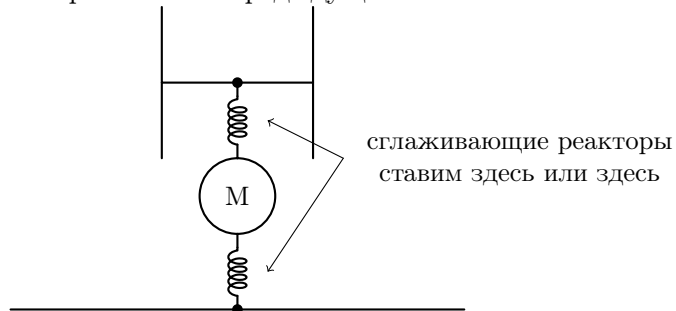 М
сглаживающие реакторы
ставим здесь или здесь